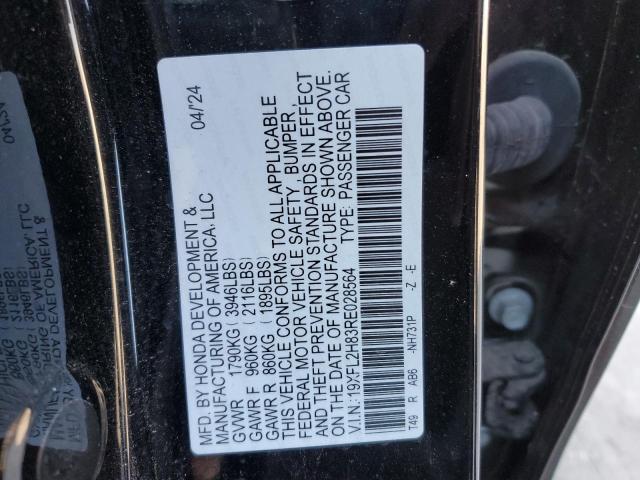 MFD. BY HONDA DEVELOPMENT & 04/'24
MANUFACTURING OF AMERICA, LLC
GVWR 1790KG (3946LBS)
GAWR F 960KG (2116LBS)
GAWR R 860KG (1895LBS)
THIS VEHICLE CONFORMS TO ALL APPLICABLE
FEDERAL MOTOR VEHICLE SAFETY, BUMPER,
AND THEFT PREVENTION STANDARDS IN EFFECT
ON THE DATE OF MANUFACTURE SHOWN ABOVE.
V.I.N.:19XFL2H83RE028564 TYPE: PASSENGER CAR
T49 R AB6 -NH731P -Z -E